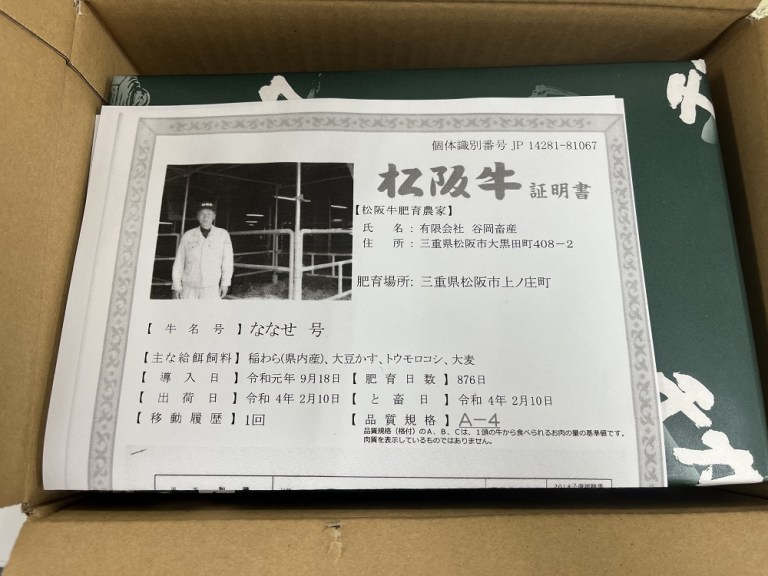 個体識別番号 JP 14281-81067
松阪牛 証明書
【松阪牛肥育農家】
氏 名 : 有限会社 谷岡畜産
住 所 : 三重県松阪市大黒田町408-2
肥育場所: 三重県松阪市上ノ庄町
【 牛 名 号 】 ななせ 号
【主な給餌飼料】 稲わら(県内産)、大豆かす、トウモロコシ、大麦
【 導 入 日 】 令和元年 9月18日 【 肥 育 日 数 】 876日
【 出 荷 日 】 令和 4年 2月10日 【 と 畜 日 】 令和 4年 2月10日
【 移 動 履 歴 】 1回 【 品 質 規 格 】 A-4
品質規格(格付)のA、B、Cは、1頭の牛から食べられるお肉の量の基準値です。
肉質を表示しているものではありません。